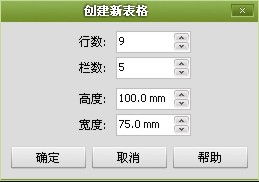 创建新表格
行数: 9
栏数: 5
高度: 100.0 mm
宽度: 75.0 mm
确定 取消 帮助